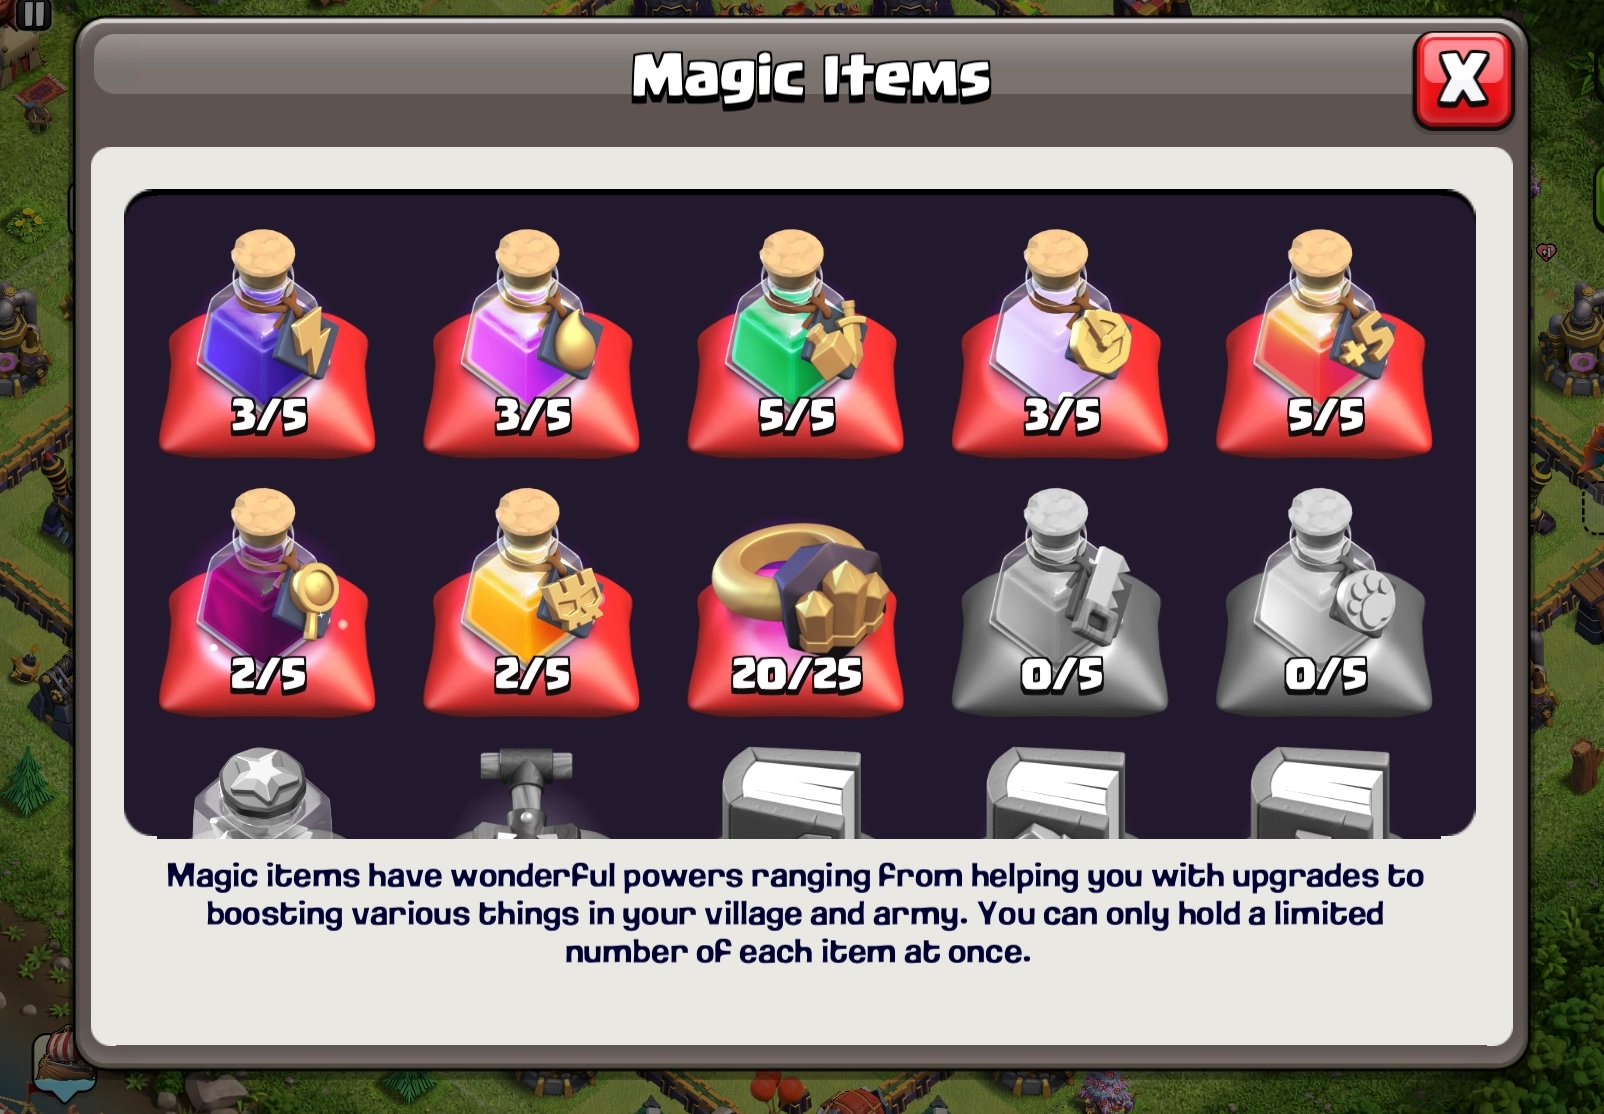 Magic Items
X
3/5 3/5 5/5 3/5 5/5
+5
2/5 2/5 20/25 0/5 0/5
Magic items have wonderful powers ranging from helping you with upgrades to
boosting various things in your village and army. You can only hold a limited
number of each item at once.